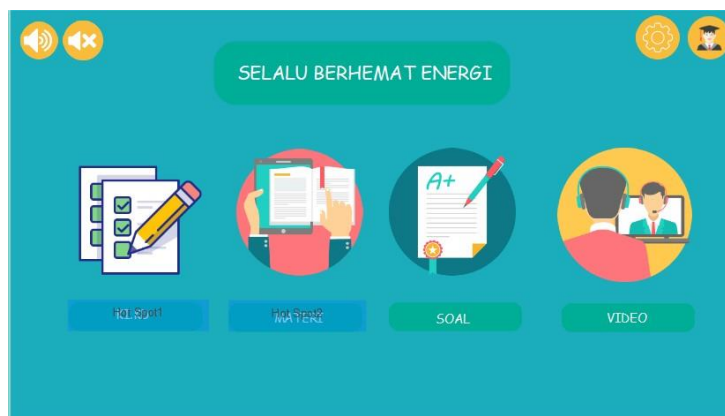 SELALU BERHEMAT ENERGI
A+
Hot Spot1
Hot Spot2
MATERI
SOAL
VIDEO